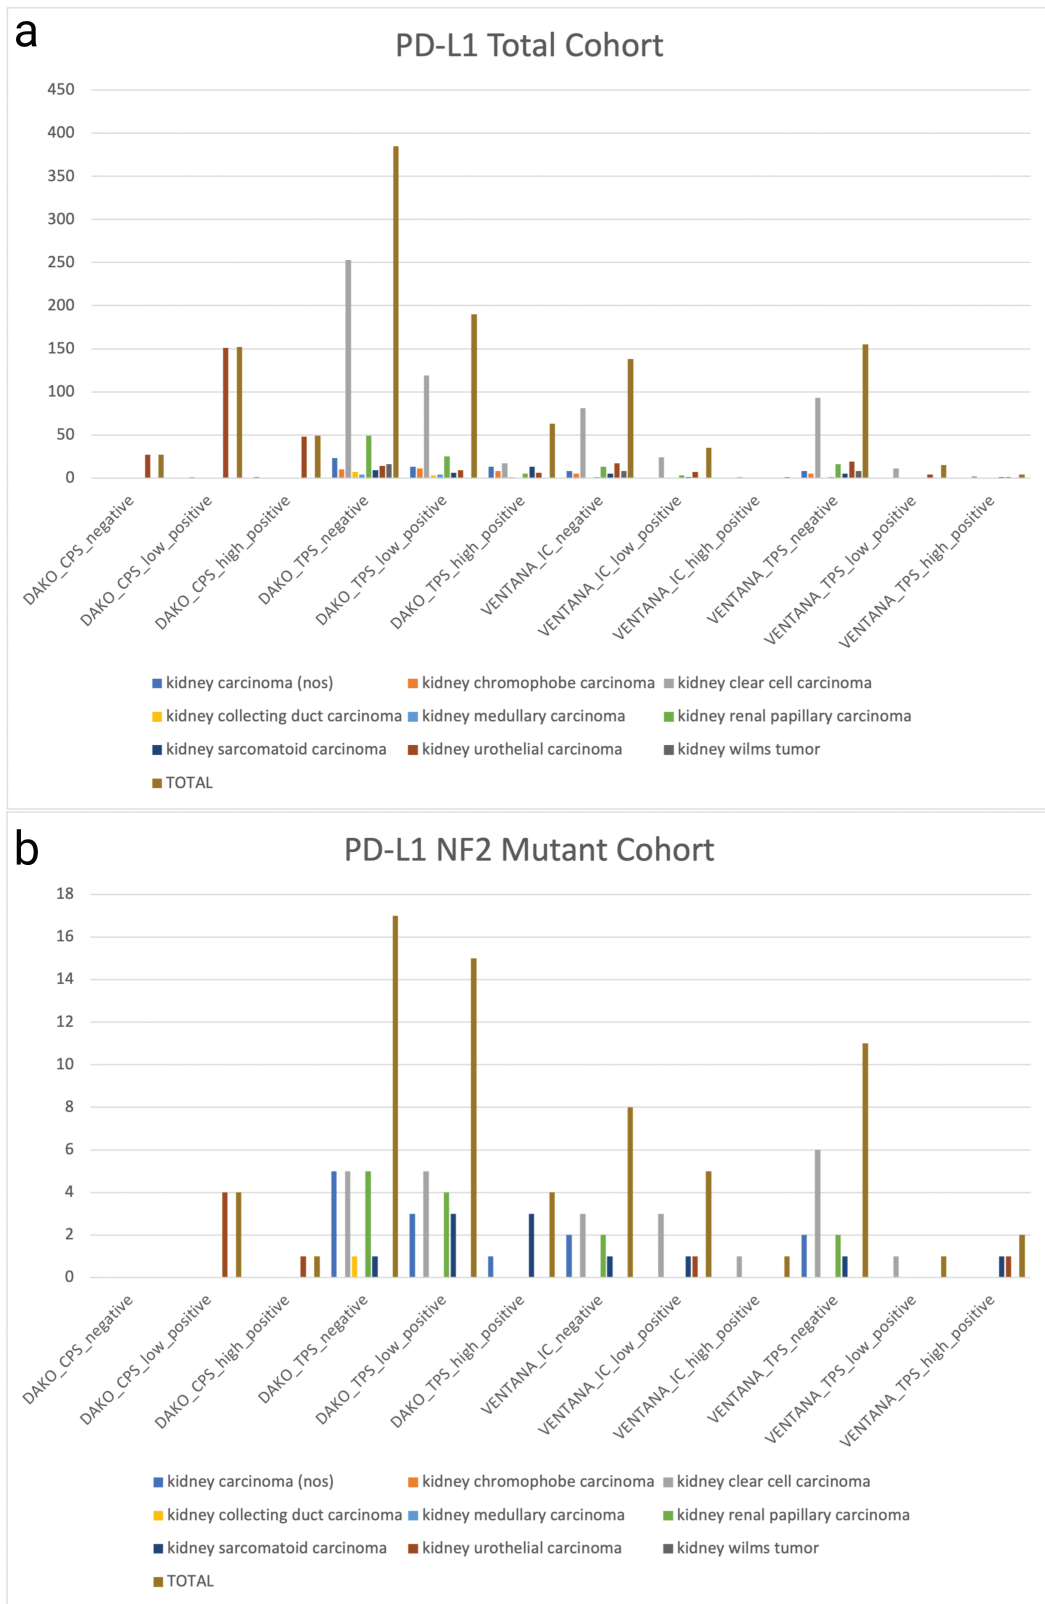 a
PD-L1 Total Cohort
450
400
350
300
250
200
150
100
50
0
DAKO_CPS_negative
DAKO_CPS_low_positive
DAKO_CPS_high_positive
DAKO_TPS_negative
DAKO_TPS_low_positive
DAKO_TPS_high_positive
VENTANA_IC_negative
VENTANA_IC_low_positive
VENTANA_IC_high_positive
VENTANA_TPS_negative
VENTANA_TPS_low_positive
VENTANA_TPS_high_positive
kidney carcinoma (nos) kidney chromophobe carcinoma kidney clear cell carcinoma
kidney collecting duct carcinoma kidney medullary carcinoma kidney renal papillary carcinoma
kidney sarcomatoid carcinoma kidney urothelial carcinoma kidney wilms tumor
TOTAL
b
PD-L1 NF2 Mutant Cohort
18
16
14
12
10
8
6
4
2
0
DAKO_CPS_negative
DAKO_CPS_low_positive
DAKO_CPS_high_positive
DAKO_TPS_negative
DAKO_TPS_low_positive
DAKO_TPS_high_positive
VENTANA_IC_negative
VENTANA_IC_low_positive
VENTANA_IC_high_positive
VENTANA_TPS_negative
VENTANA_TPS_low_positive
VENTANA_TPS_high_positive
kidney carcinoma (nos) kidney chromophobe carcinoma kidney clear cell carcinoma
kidney collecting duct carcinoma kidney medullary carcinoma kidney renal papillary carcinoma
kidney sarcomatoid carcinoma kidney urothelial carcinoma kidney wilms tumor
TOTAL